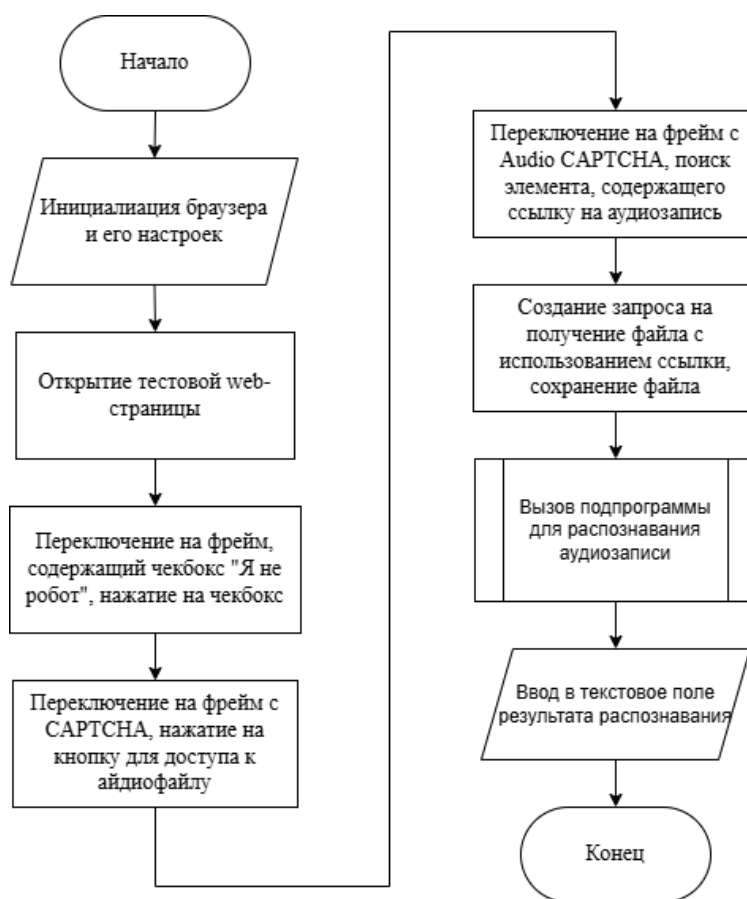 Начало
Инициалиация браузера
и его настроек
Открытие тестовой web-
страницы
Переключение на фрейм,
содержащий чекбокс "Я не
робот", нажатие на чекбокс
Переключение на фрейм с
CAPTCHA, нажатие на
кнопку для доступа к
айдиофайлу
Переключение на фрейм с
Audio CAPTCHA, поиск
элемента, содержащего
ссылку на аудиозапись
Создание запроса на
получение файла с
использованием ссылки,
сохранение файла
Вызов подпрограммы
для распознавания
аудиозаписи
Ввод в текстовое поле
результата распознавания
Конец